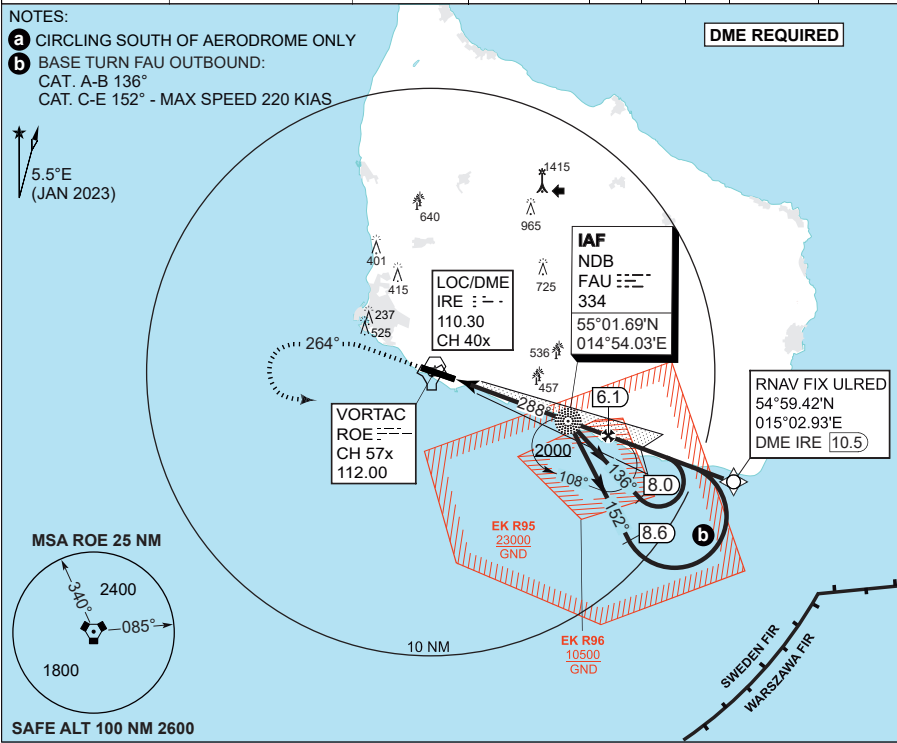 NOTES:
a CIRCLING SOUTH OF AERODROME ONLY
b BASE TURN FAU OUTBOUND:
CAT. A-B 136°
CAT. C-E 152° - MAX SPEED 220 KIAS
DME REQUIRED
5.5°E
(JAN 2023)
1415
640
965
401
415
725
237
525
536
457
LOC/DME
IRE
110.30
CH 40x
IAF
NDB
FAU
334
55°01.69'N
014°54.03'E
264°
288°
6.1
VORTAC
ROE
CH 57x
112.00
RNAV FIX ULRED
54°59.42'N
015°02.93'E
DME IRE 10.5
2000
108°
136°
8.0
152°
8.6
b
EK R95
23000
GND
EK R96
10500
GND
10 NM
MSA ROE 25 NM
340°
2400
085°
1800
SAFE ALT 100 NM 2600
SWEDEN FIR
WARSZAWA FIR